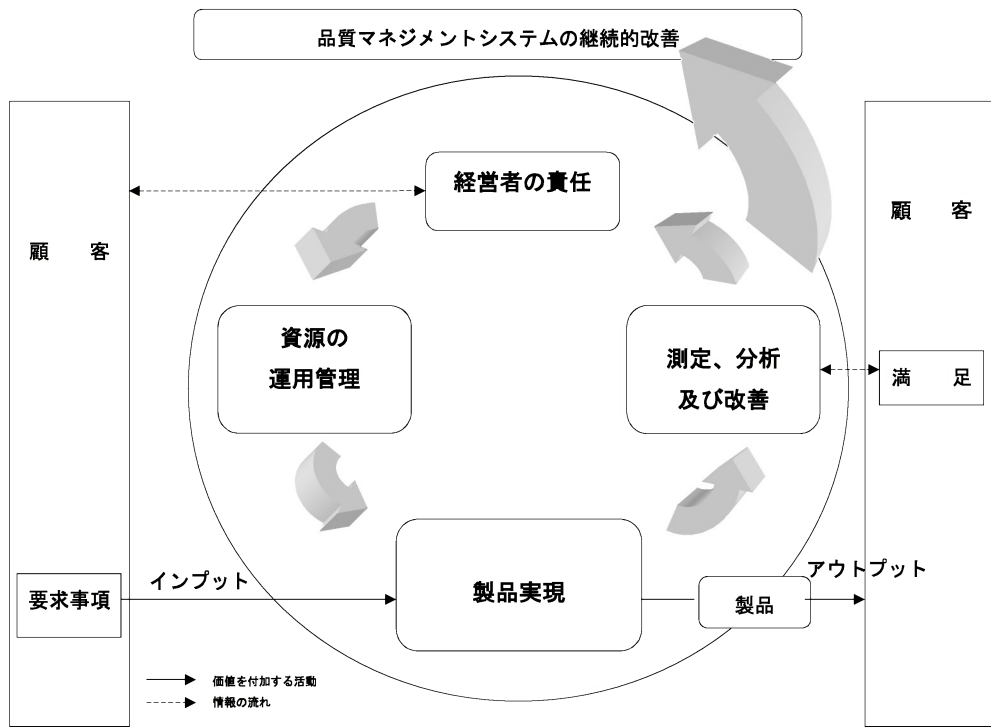 品質マネジメントシステムの継続的改善
経営者の責任
顧　客
顧　客
資源の
運用管理
測定、分析
及び改善
満　足
要求事項
インプット
製品実現
製品
アウトプット
価値を付加する活動
情報の流れ